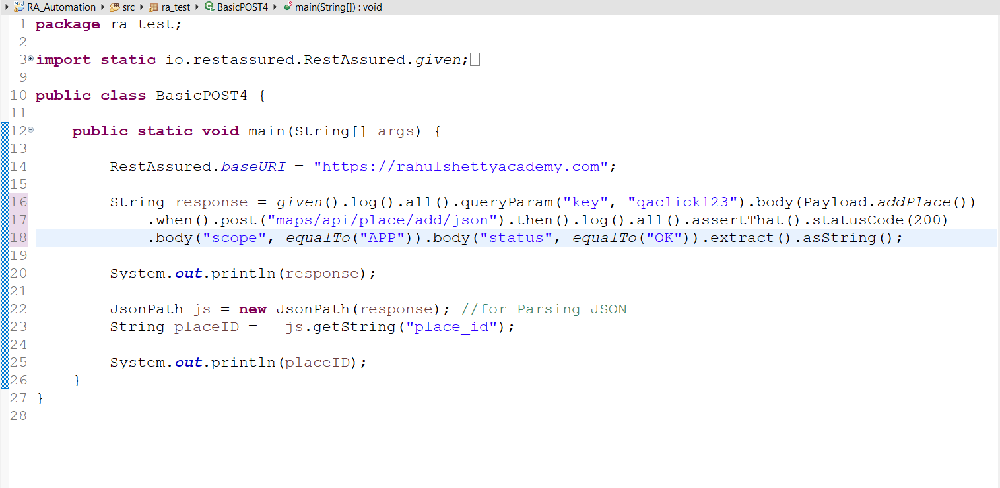 RA_Automation src ra_test BasicPOST4 main(String[]) : void
1 package ra_test;
2
3 import static io.restassured.RestAssured.given;
9
10 public class BasicPOST4 {
11
12 public static void main(String[] args) {
13
14 RestAssured.baseURI = "https://rahulshettyacademy.com";
15
16 String response = given().log().all().queryParam("key", "qaclick123").body(Payload.addPlace())
17 .when().post("maps/api/place/add/json").then().log().all().assertThat().statusCode(200)
18 .body("scope", equalTo("APP")).body("status", equalTo("OK")).extract().asString();
19
20 System.out.println(response);
21
22 JsonPath js = new JsonPath(response); //for Parsing JSON
23 String placeID = js.getString("place_id");
24
25 System.out.println(placeID);
26 }
27 }
28